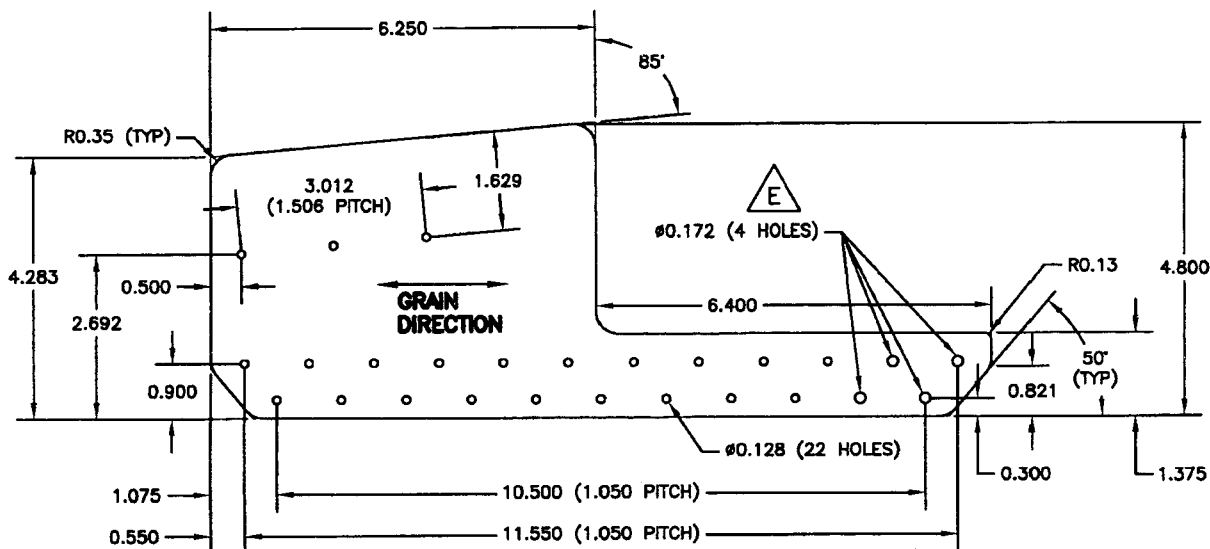 6.250
85°
R0.35 (TYP)
3.012
(1.506 PITCH)
1.629
E
ø0.172 (4 HOLES)
R0.13
4.283
4.800
0.500
GRAIN
DIRECTION
6.400
2.692
50°
(TYP)
0.900
0.821
ø0.128 (22 HOLES)
0.300
1.375
1.075
10.500 (1.050 PITCH)
0.550
11.550 (1.050 PITCH)